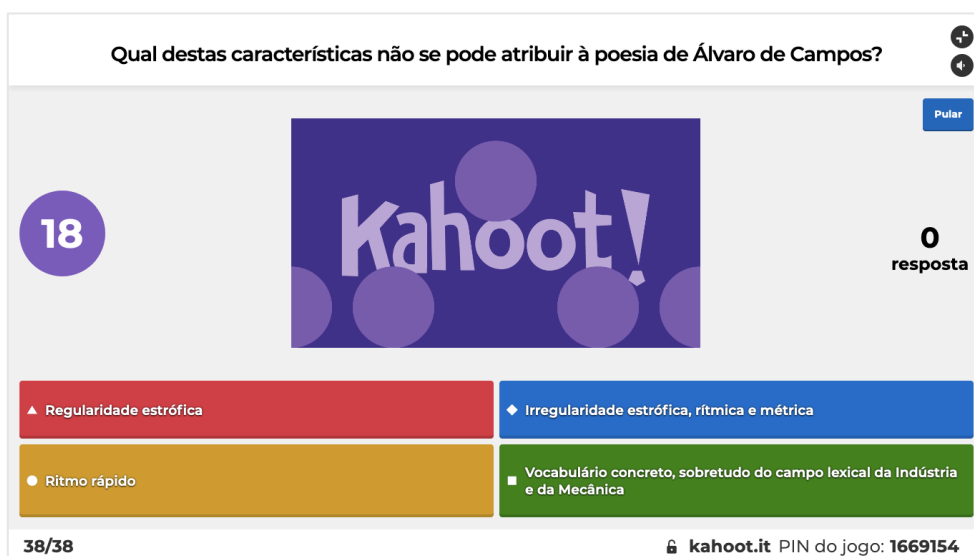 Qual destas características não se pode atribuir à poesia de Álvaro de Campos?
Pular
18
Kahoot!
0
resposta
Regularidade estrófica
Irregularidade estrófica, rítmica e métrica
Ritmo rápido
Vocabulário concreto, sobretudo do campo lexical da Indústria
e da Mecânica
38/38
kahoot.it PIN do jogo: 1669154